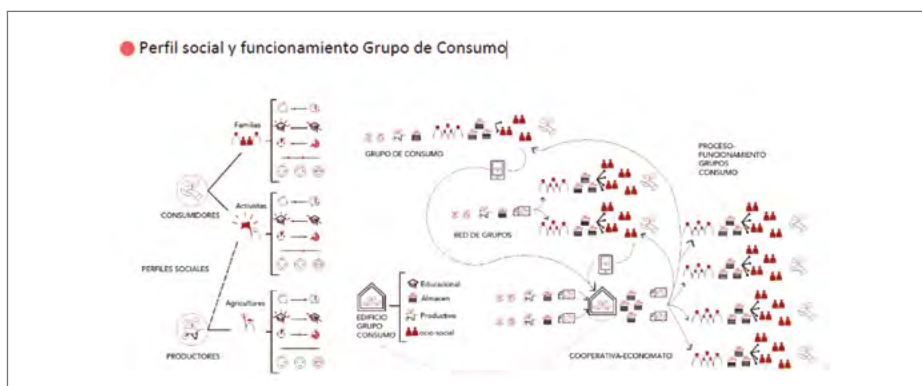 Perfil social y funcionamiento Grupo de Consumo
Familias
CONSUMIDORES
Activistas
PERFILES SOCIALES
Agricultores
PRODUCTORES
GRUPO DE CONSUMO
RED DE GRUPOS
EDIFICIO
GRUPO
CONSUMO
Educacional
Almacen
Productivo
ocio-social
COOPERATIVA-ECONOMATO
PROCESO-
FUNCIONAMIENTO
GRUPOS
CONSUMO